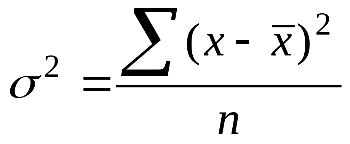 σ² = ∑(x - x̅)² / n